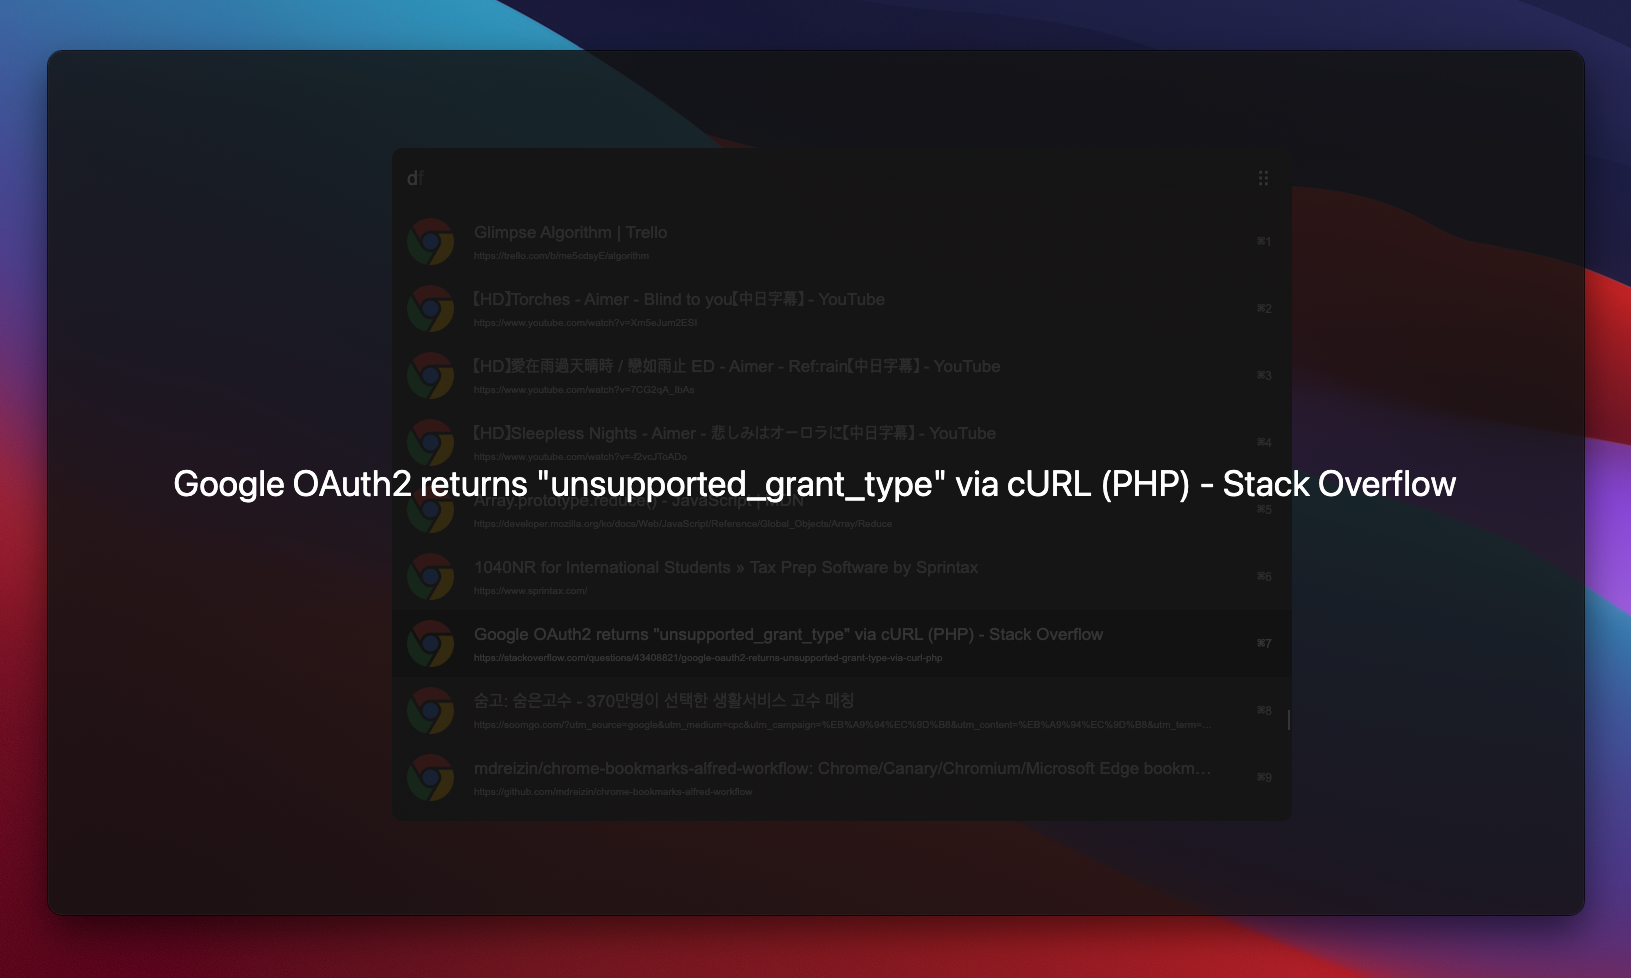 df
Glimpse Algorithm | Trello
https://trello.com/b/me5cdsyE/algorithm
⌘1
【HD】Torches - Aimer - Blind to you【中日字幕】 - YouTube
https://www.youtube.com/watch?v=Xm5eJum2ESI
⌘2
【HD】愛在雨過天晴時 / 戀如雨止 ED - Aimer - Ref:rain【中日字幕】 - YouTube
https://www.youtube.com/watch?v=7CG2qA_IbAs
⌘3
【HD】Sleepless Nights - Aimer - 悲しみはオーロラに【中日字幕】 - YouTube
https://www.youtube.com/watch?v=-f2vcJToADo
⌘4
Google OAuth2 returns "unsupported_grant_type" via cURL (PHP) - Stack Overflow
Array.prototype.reduce() - JavaScript | MDN
https://developer.mozilla.org/ko/docs/Web/JavaScript/Reference/Global_Objects/Array/Reduce
⌘5
1040NR for International Students » Tax Prep Software by Sprintax
https://www.sprintax.com/
⌘6
Google OAuth2 returns "unsupported_grant_type" via cURL (PHP) - Stack Overflow
https://stackoverflow.com/questions/43408821/google-oauth2-returns-unsupported-grant-type-via-curl-php
⌘7
숨고: 숨은고수 - 370만명이 선택한 생활서비스 고수 매칭
https://soomgo.com/?utm_source=google&utm_medium=cpc&utm_campaign=%EB%A9%94%EC%9D%B8&utm_content=%EB%A9%94%EC%9D%B8&utm_term=...
⌘8
mdreizin/chrome-bookmarks-alfred-workflow: Chrome/Canary/Chromium/Microsoft Edge bookm...
https://github.com/mdreizin/chrome-bookmarks-alfred-workflow
⌘9